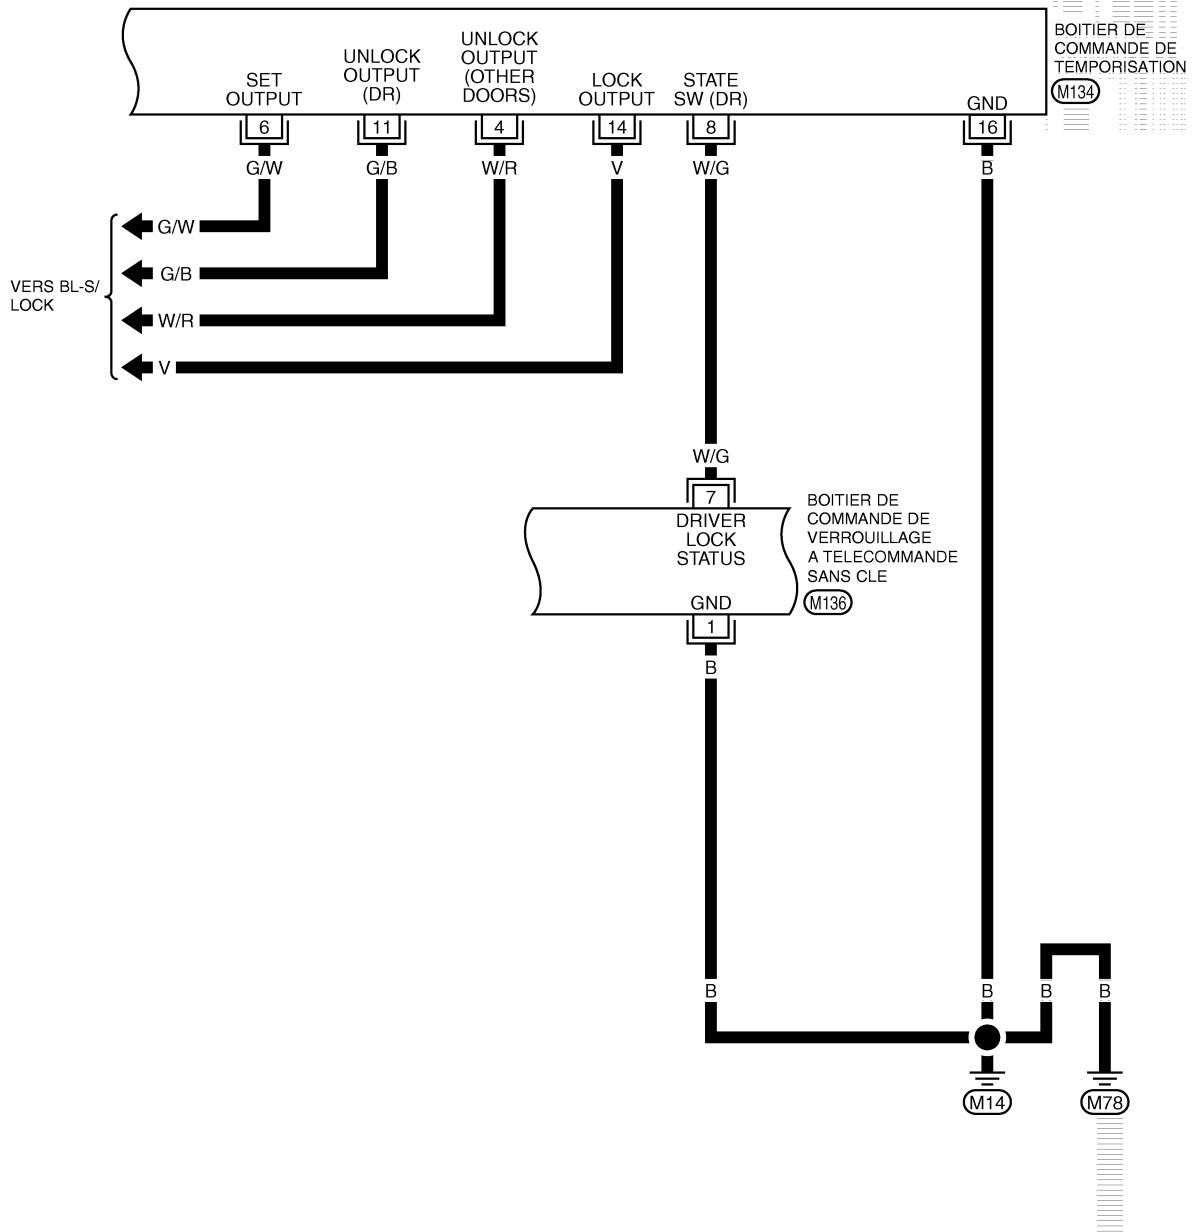 BOITIER DE
COMMANDE DE
TEMPORISATION
M134
SET
OUTPUT
UNLOCK
OUTPUT
(DR)
UNLOCK
OUTPUT
(OTHER
DOORS)
LOCK
OUTPUT
STATE
SW (DR)
GND
6
11
4
14
8
16
G/W
G/B
W/R
V
W/G
B
G/W
G/B
W/R
V
VERS BL-S/
LOCK
W/G
7
DRIVER
LOCK
STATUS
GND
1
BOITIER DE
COMMANDE DE
VERROUILLAGE
A TELECOMMANDE
SANS CLE
M136
B
B
B
B
B
M14
M78